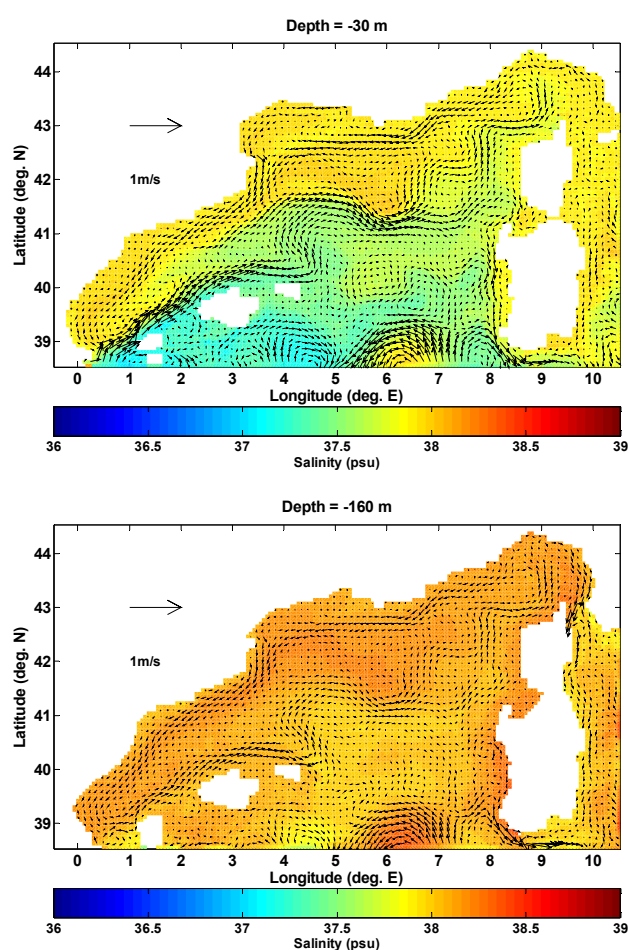 Depth = -30 m
44
43
42
41
40
39
Latitude (deg. N)
1m/s
0 1 2 3 4 5 6 7 8 9 10
Longitude (deg. E)
36 36.5 37 37.5 38 38.5 39
Salinity (psu)
Depth = -160 m
44
43
42
41
40
39
Latitude (deg. N)
1m/s
0 1 2 3 4 5 6 7 8 9 10
Longitude (deg. E)
36 36.5 37 37.5 38 38.5 39
Salinity (psu)